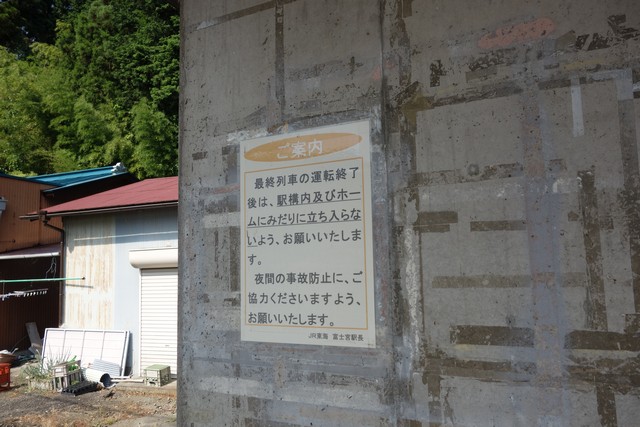 ご案内
最終列車の運転終了
後は、駅構内及びホー
ムにみだりに立ち入らな
いよう、お願いいたしま
す。
夜間の事故防止に、ご
協力くださいますよう、
お願いいたします。
JR東海 富士宮駅長